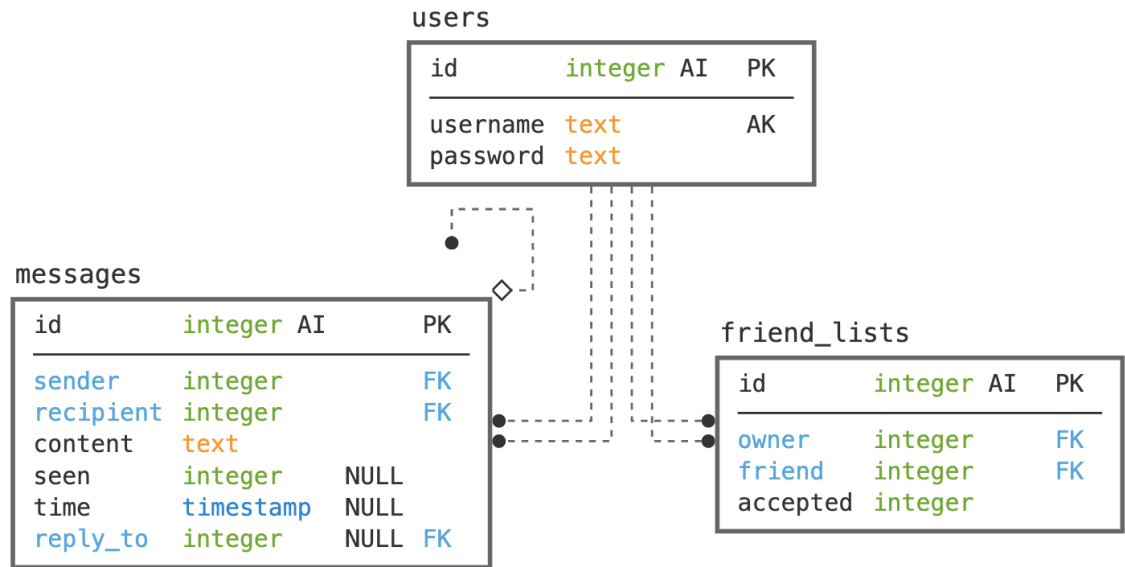 users
id integer AI PK
username text AK
password text
messages
id integer AI PK
sender integer FK
recipient integer FK
content text
seen integer NULL
time timestamp NULL
reply_to integer NULL FK
friend_lists
id integer AI PK
owner integer FK
friend integer FK
accepted integer